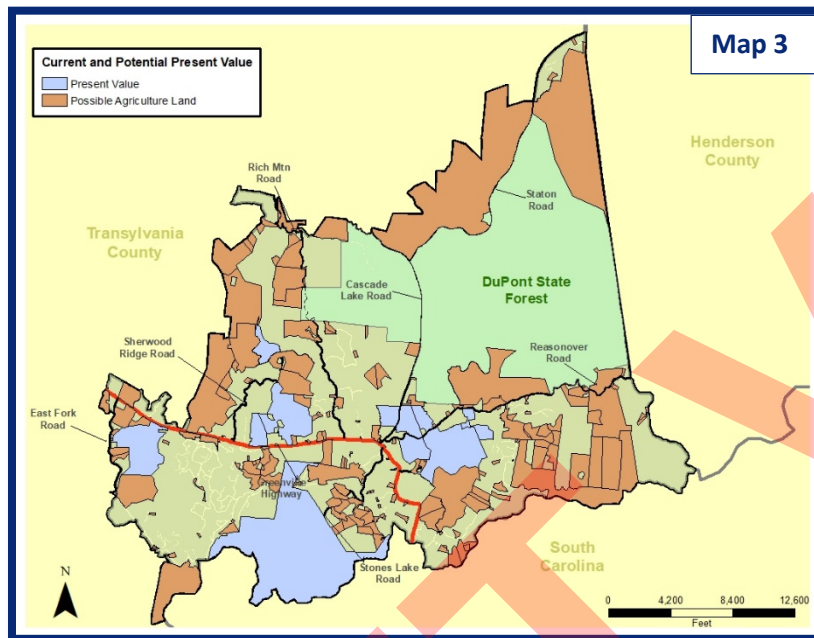 Map 3
Current and Potential Present Value
Present Value
Possible Agriculture Land
Henderson
County
Rich Mtn
Road
Staton
Road
Transylvania
County
Cascade
Lake Road
DuPont State
Forest
Sherwood
Ridge Road
Reasonover
Road
East Fork
Road
Greenville
Highway
Stones Lake
Road
South
Carolina
N
0 4,200 8,400 12,600
Feet